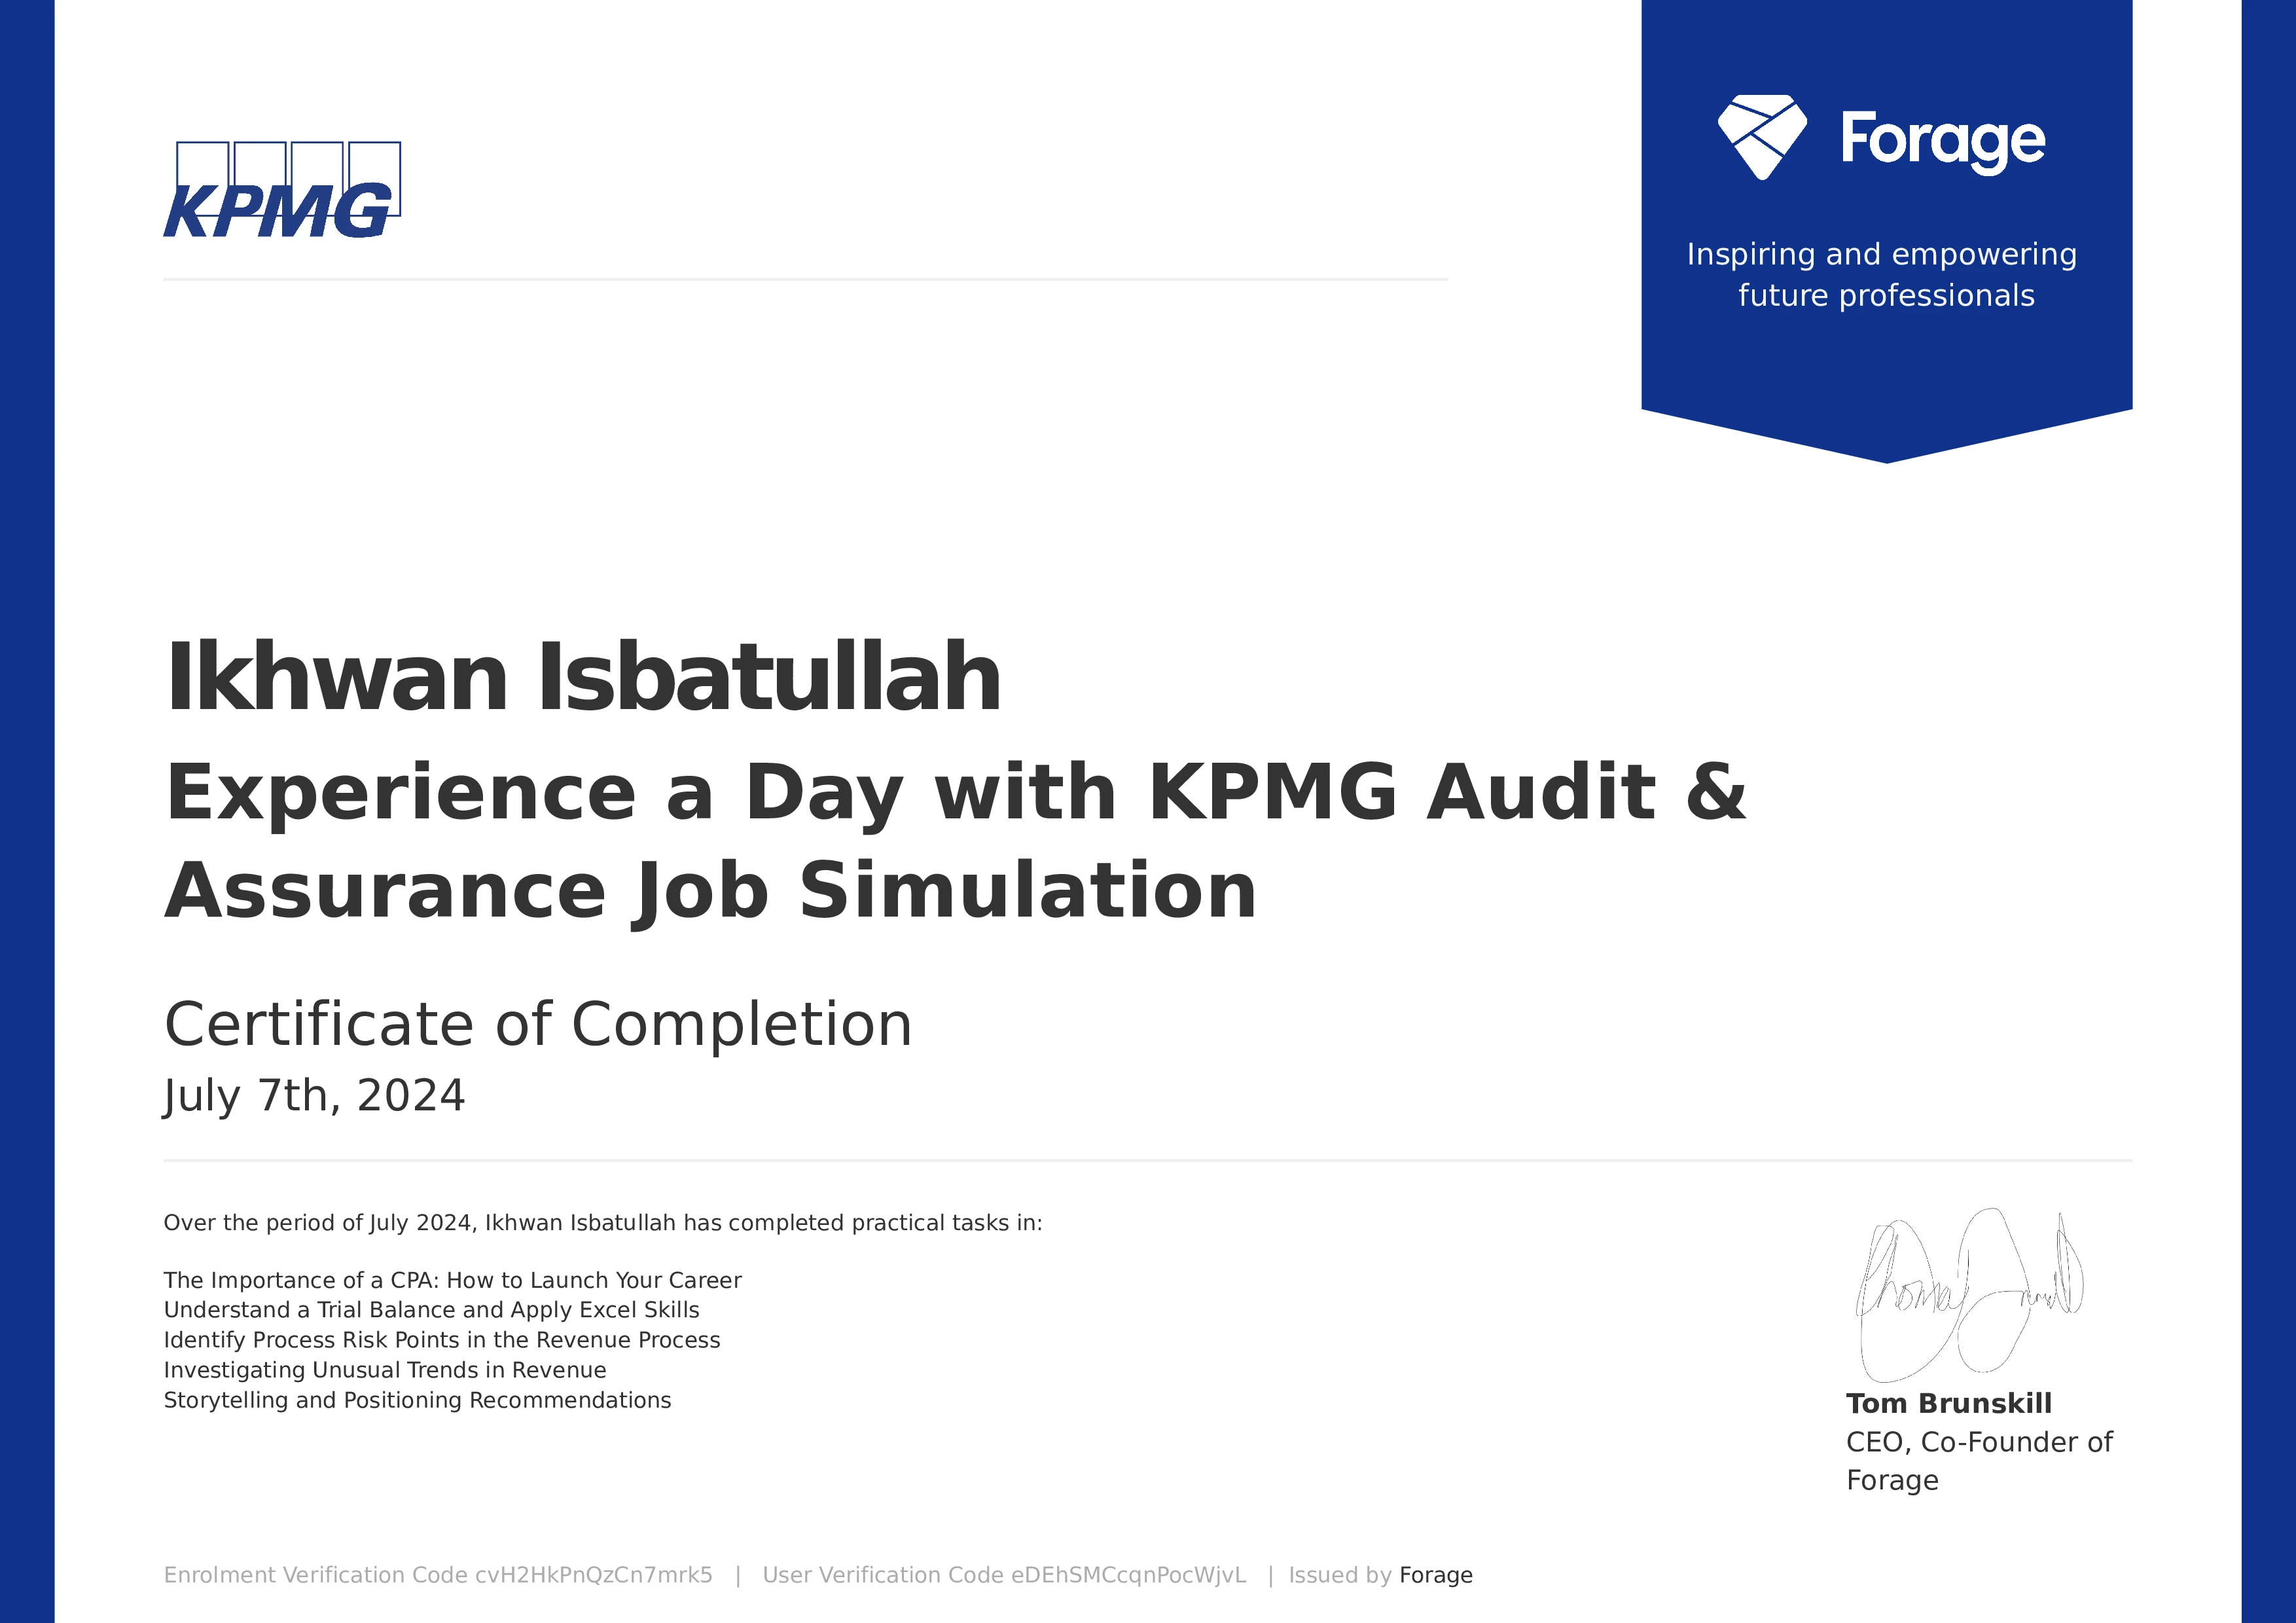 KPMG
Forage
Inspiring and empowering
future professionals
Ikhwan Isbatullah
Experience a Day with KPMG Audit &
Assurance Job Simulation
Certificate of Completion
July 7th, 2024
Over the period of July 2024, Ikhwan Isbatullah has completed practical tasks in:
The Importance of a CPA: How to Launch Your Career
Understand a Trial Balance and Apply Excel Skills
Identify Process Risk Points in the Revenue Process
Investigating Unusual Trends in Revenue
Storytelling and Positioning Recommendations
Tom Brunskill
CEO, Co-Founder of
Forage
Enrolment Verification Code cvH2HkPnQzCn7mrk5 | User Verification Code eDEhSMCcqnPocWjvL | Issued by Forage